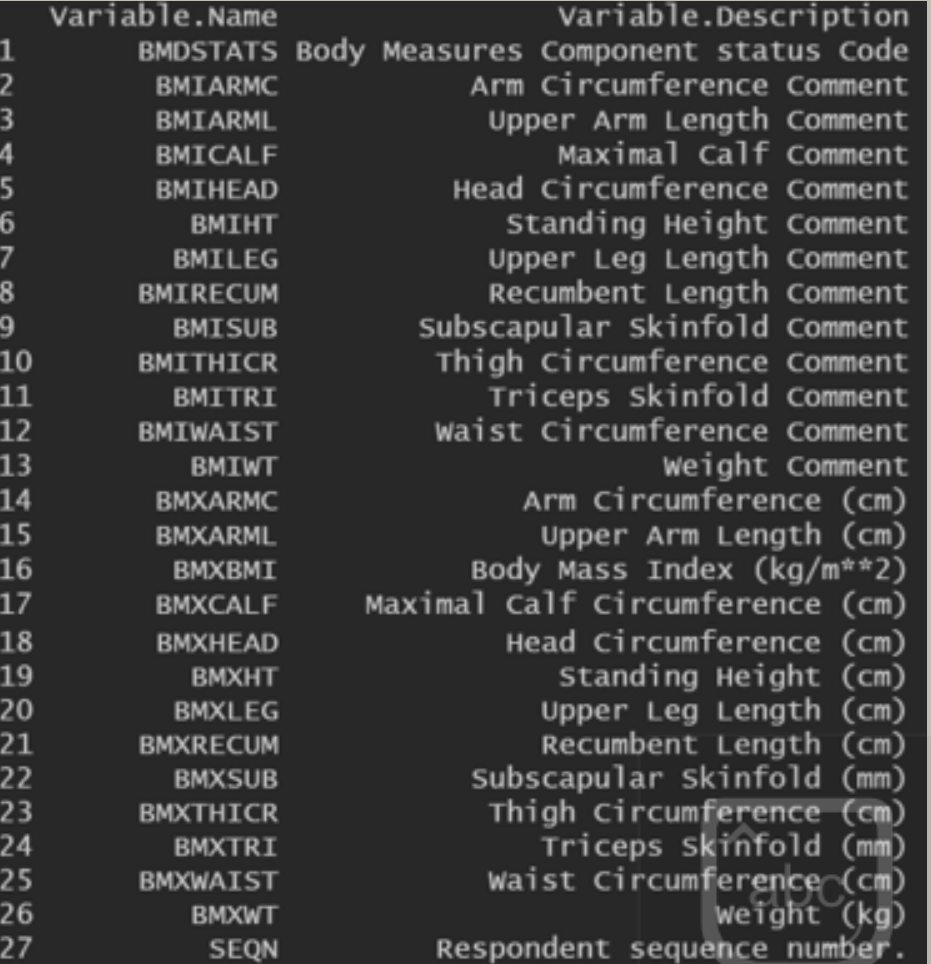 Variable.Name Variable.Description
1 BMDSTATS Body Measures Component status Code
2 BMIARMC Arm Circumference Comment
3 BMIARML Upper Arm Length Comment
4 BMICALF Maximal Calf Comment
5 BMIHEAD Head Circumference Comment
6 BMIHT Standing Height Comment
7 BMILEG Upper Leg Length Comment
8 BMIRECUM Recumbent Length Comment
9 BMISUB Subscapular Skinfold Comment
10 BMITHICR Thigh Circumference Comment
11 BMITRI Triceps Skinfold Comment
12 BMIWAIST Waist Circumference Comment
13 BMIWT Weight Comment
14 BMXARMC Arm Circumference (cm)
15 BMXARML Upper Arm Length (cm)
16 BMXBMI Body Mass Index (kg/m**2)
17 BMXCALF Maximal Calf Circumference (cm)
18 BMXHEAD Head Circumference (cm)
19 BMXHT Standing Height (cm)
20 BMXLEG Upper Leg Length (cm)
21 BMXRECUM Recumbent Length (cm)
22 BMXSUB Subscapular Skinfold (mm)
23 BMXTHICR Thigh Circumference (cm)
24 BMXTRI Triceps Skinfold (mm)
25 BMXWAIST Waist Circumference (cm)
abc
26 BMXWT Weight (kg)
27 SEQN Respondent sequence number.